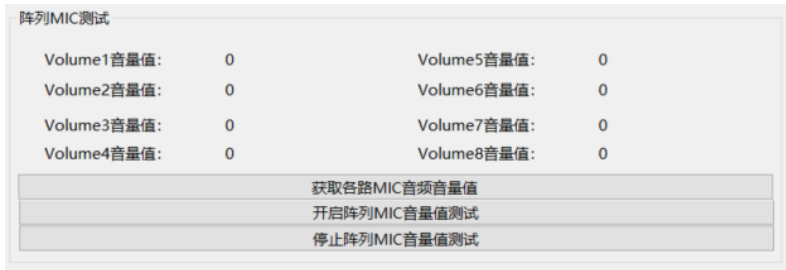 阵列MIC测试
Volume1音量值: 0 Volume5音量值: 0
Volume2音量值: 0 Volume6音量值: 0
Volume3音量值: 0 Volume7音量值: 0
Volume4音量值: 0 Volume8音量值: 0
获取各路MIC音频音量值
开启阵列MIC音量值测试
停止阵列MIC音量值测试